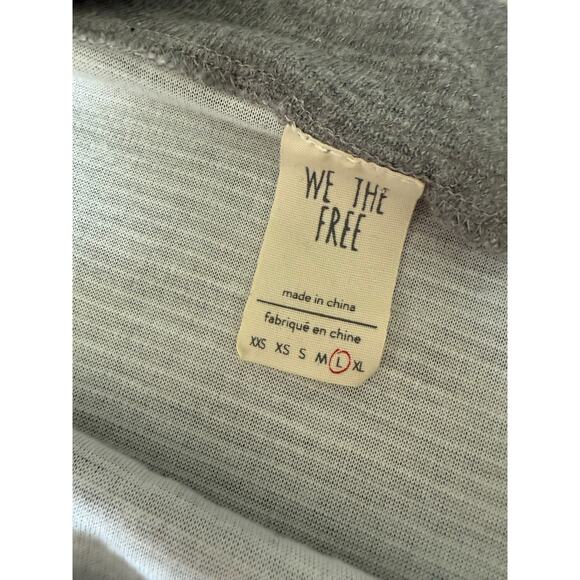 WE THE
FREE
made in china
fabriqué en chine
XXS XS S M L XL